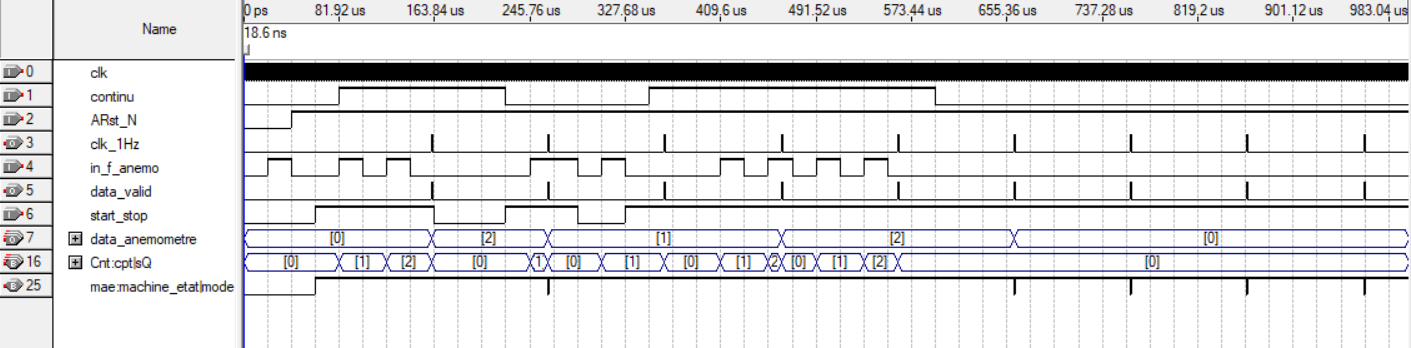 0 ps 81.92 us 163.84 us 245.76 us 327.68 us 409.6 us 491.52 us 573.44 us 655.36 us 737.28 us 819.2 us 901.12 us 983.04 us
Name
18.6 ns
0 clk
1 continu
2 ARst_N
3 clk_1Hz
4 in_f_anemo
5 data_valid
6 start_stop
7 data_anemometre [0] [2] [1] [2] [0]
16 Cnt:cpt|sQ [0] [1] [2] [0] 1 [0] [1] [0] [1] 2 [0] [1] [2] [0]
25 mae:machine_etat|mode